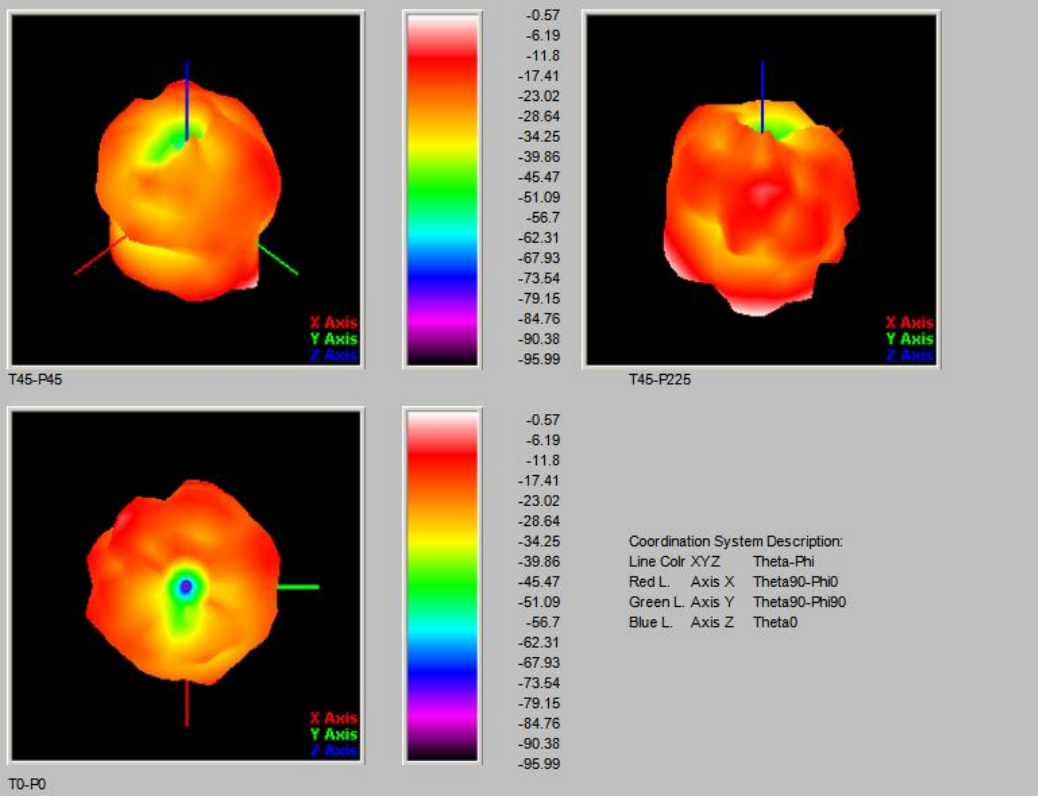 -0.57
-6.19
-11.8
-17.41
-23.02
-28.64
-34.25
-39.86
-45.47
-51.09
-56.7
-62.31
-67.93
-73.54
-79.15
-84.76
-90.38
-95.99
X Axis
Y Axis
Z Axis
X Axis
Y Axis
Z Axis
T45-P45
T45-P225
-0.57
-6.19
-11.8
-17.41
-23.02
-28.64
-34.25
-39.86
-45.47
-51.09
-56.7
-62.31
-67.93
-73.54
-79.15
-84.76
-90.38
-95.99
Coordination System Description:
Line Colr XYZ Theta-Phi
Red L. Axis X Theta90-Phi0
Green L. Axis Y Theta90-Phi90
Blue L. Axis Z Theta0
X Axis
Y Axis
Z Axis
T0-P0